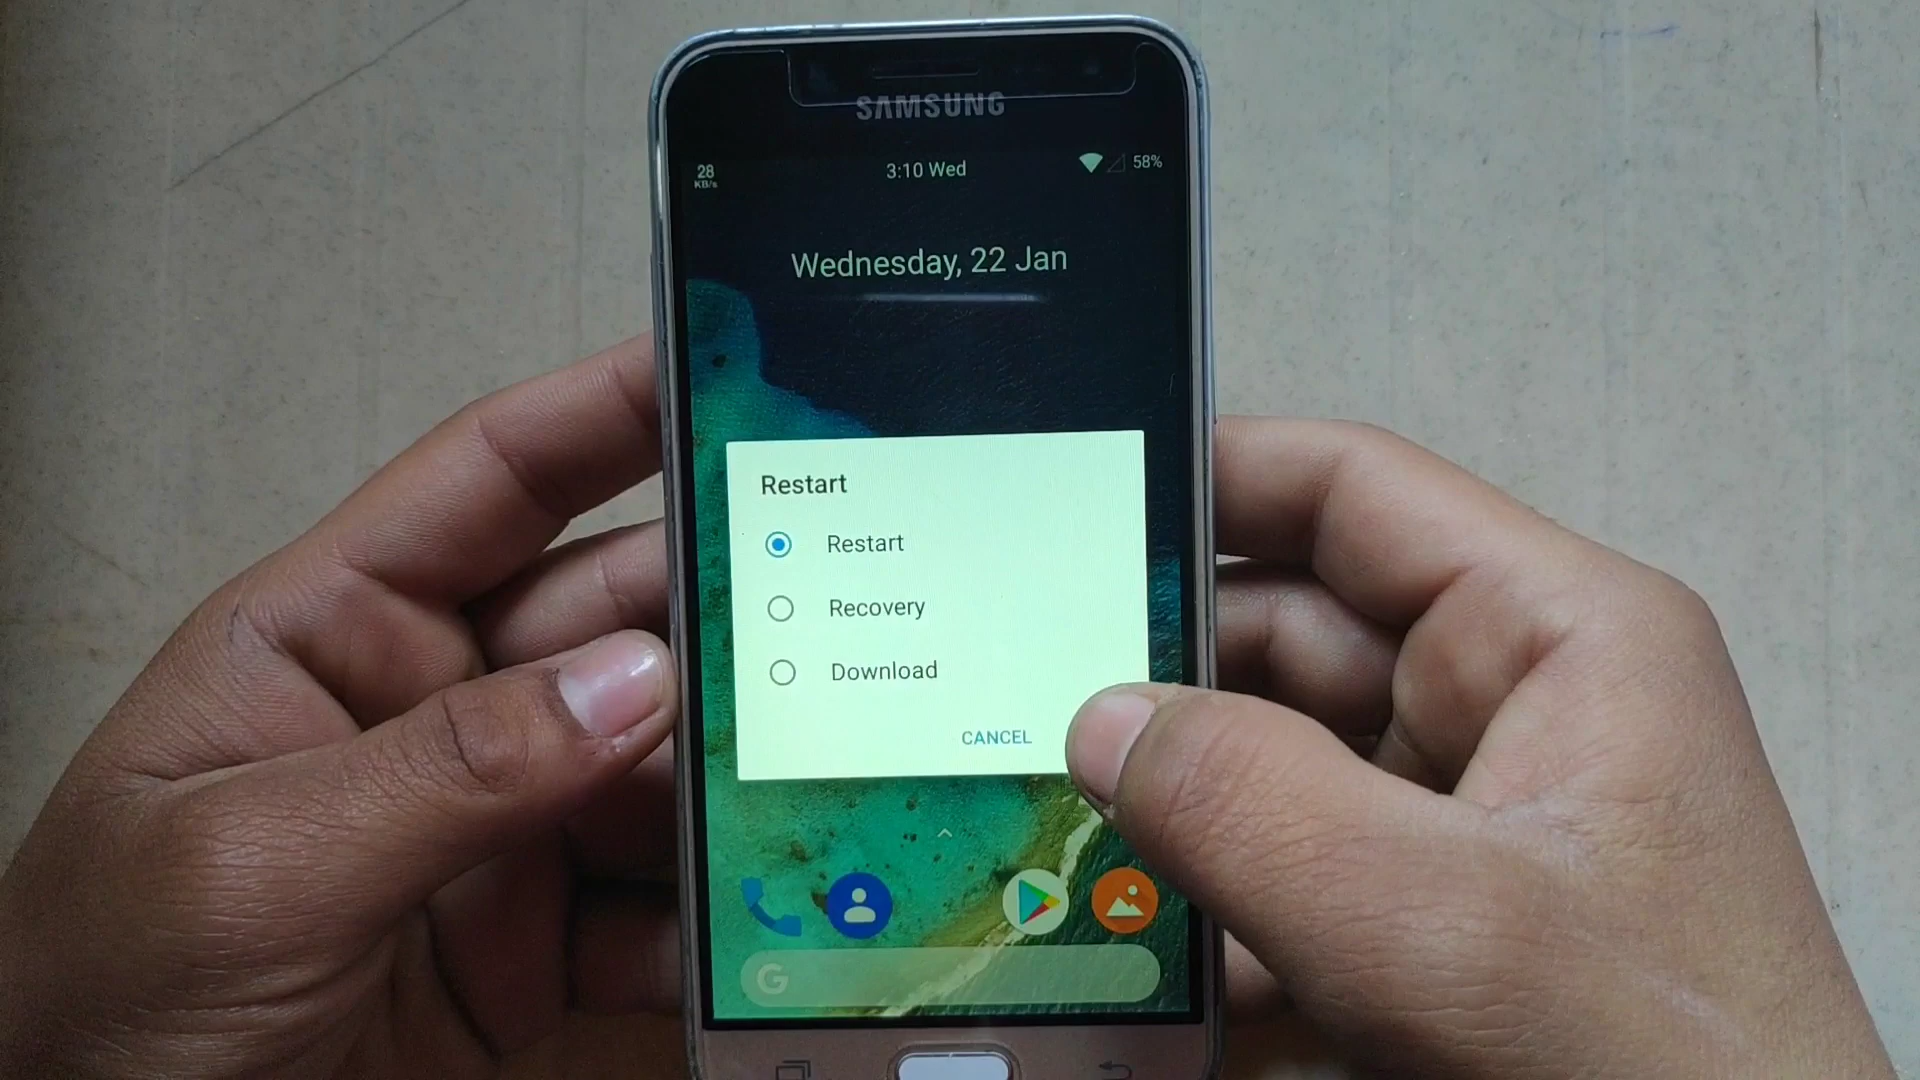 SAMSUNG
28
KB/s
3:10 Wed
58%
Wednesday, 22 Jan
Restart
Restart
Recovery
Download
CANCEL
G